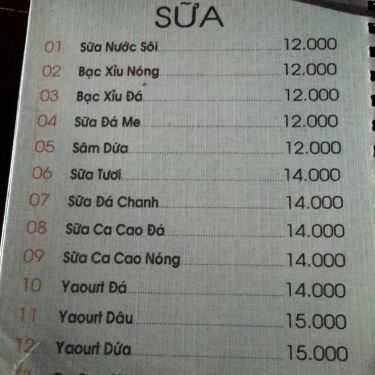 SỮA
01 Sữa Nước Sôi 12.000
02 Bạc Xỉu Nóng 12.000
03 Bạc Xỉu Đá 12.000
04 Sữa Đá Me 12.000
05 Sâm Dứa 12.000
06 Sữa Tươi 14.000
07 Sữa Đá Chanh 14.000
08 Sữa Ca Cao Đá 14.000
09 Sữa Ca Cao Nóng 14.000
10 Yaourt Đá 14.000
11 Yaourt Dâu 15.000
12 Yaourt Dừa 15.000